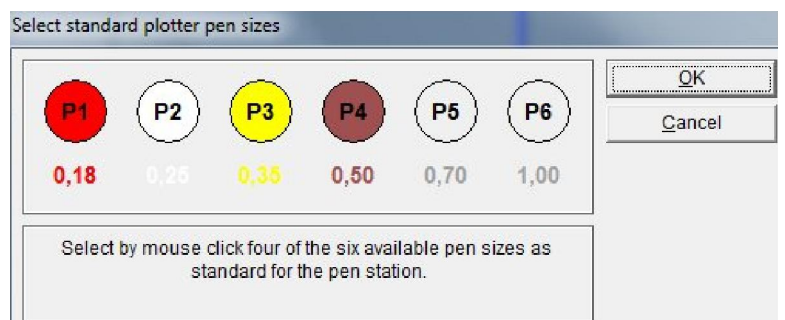 Select standard plotter pen sizes
P1 P2 P3 P4 P5 P6
0,18 0,25 0,35 0,50 0,70 1,00
Select by mouse click four of the six available pen sizes as
standard for the pen station.
OK
Cancel